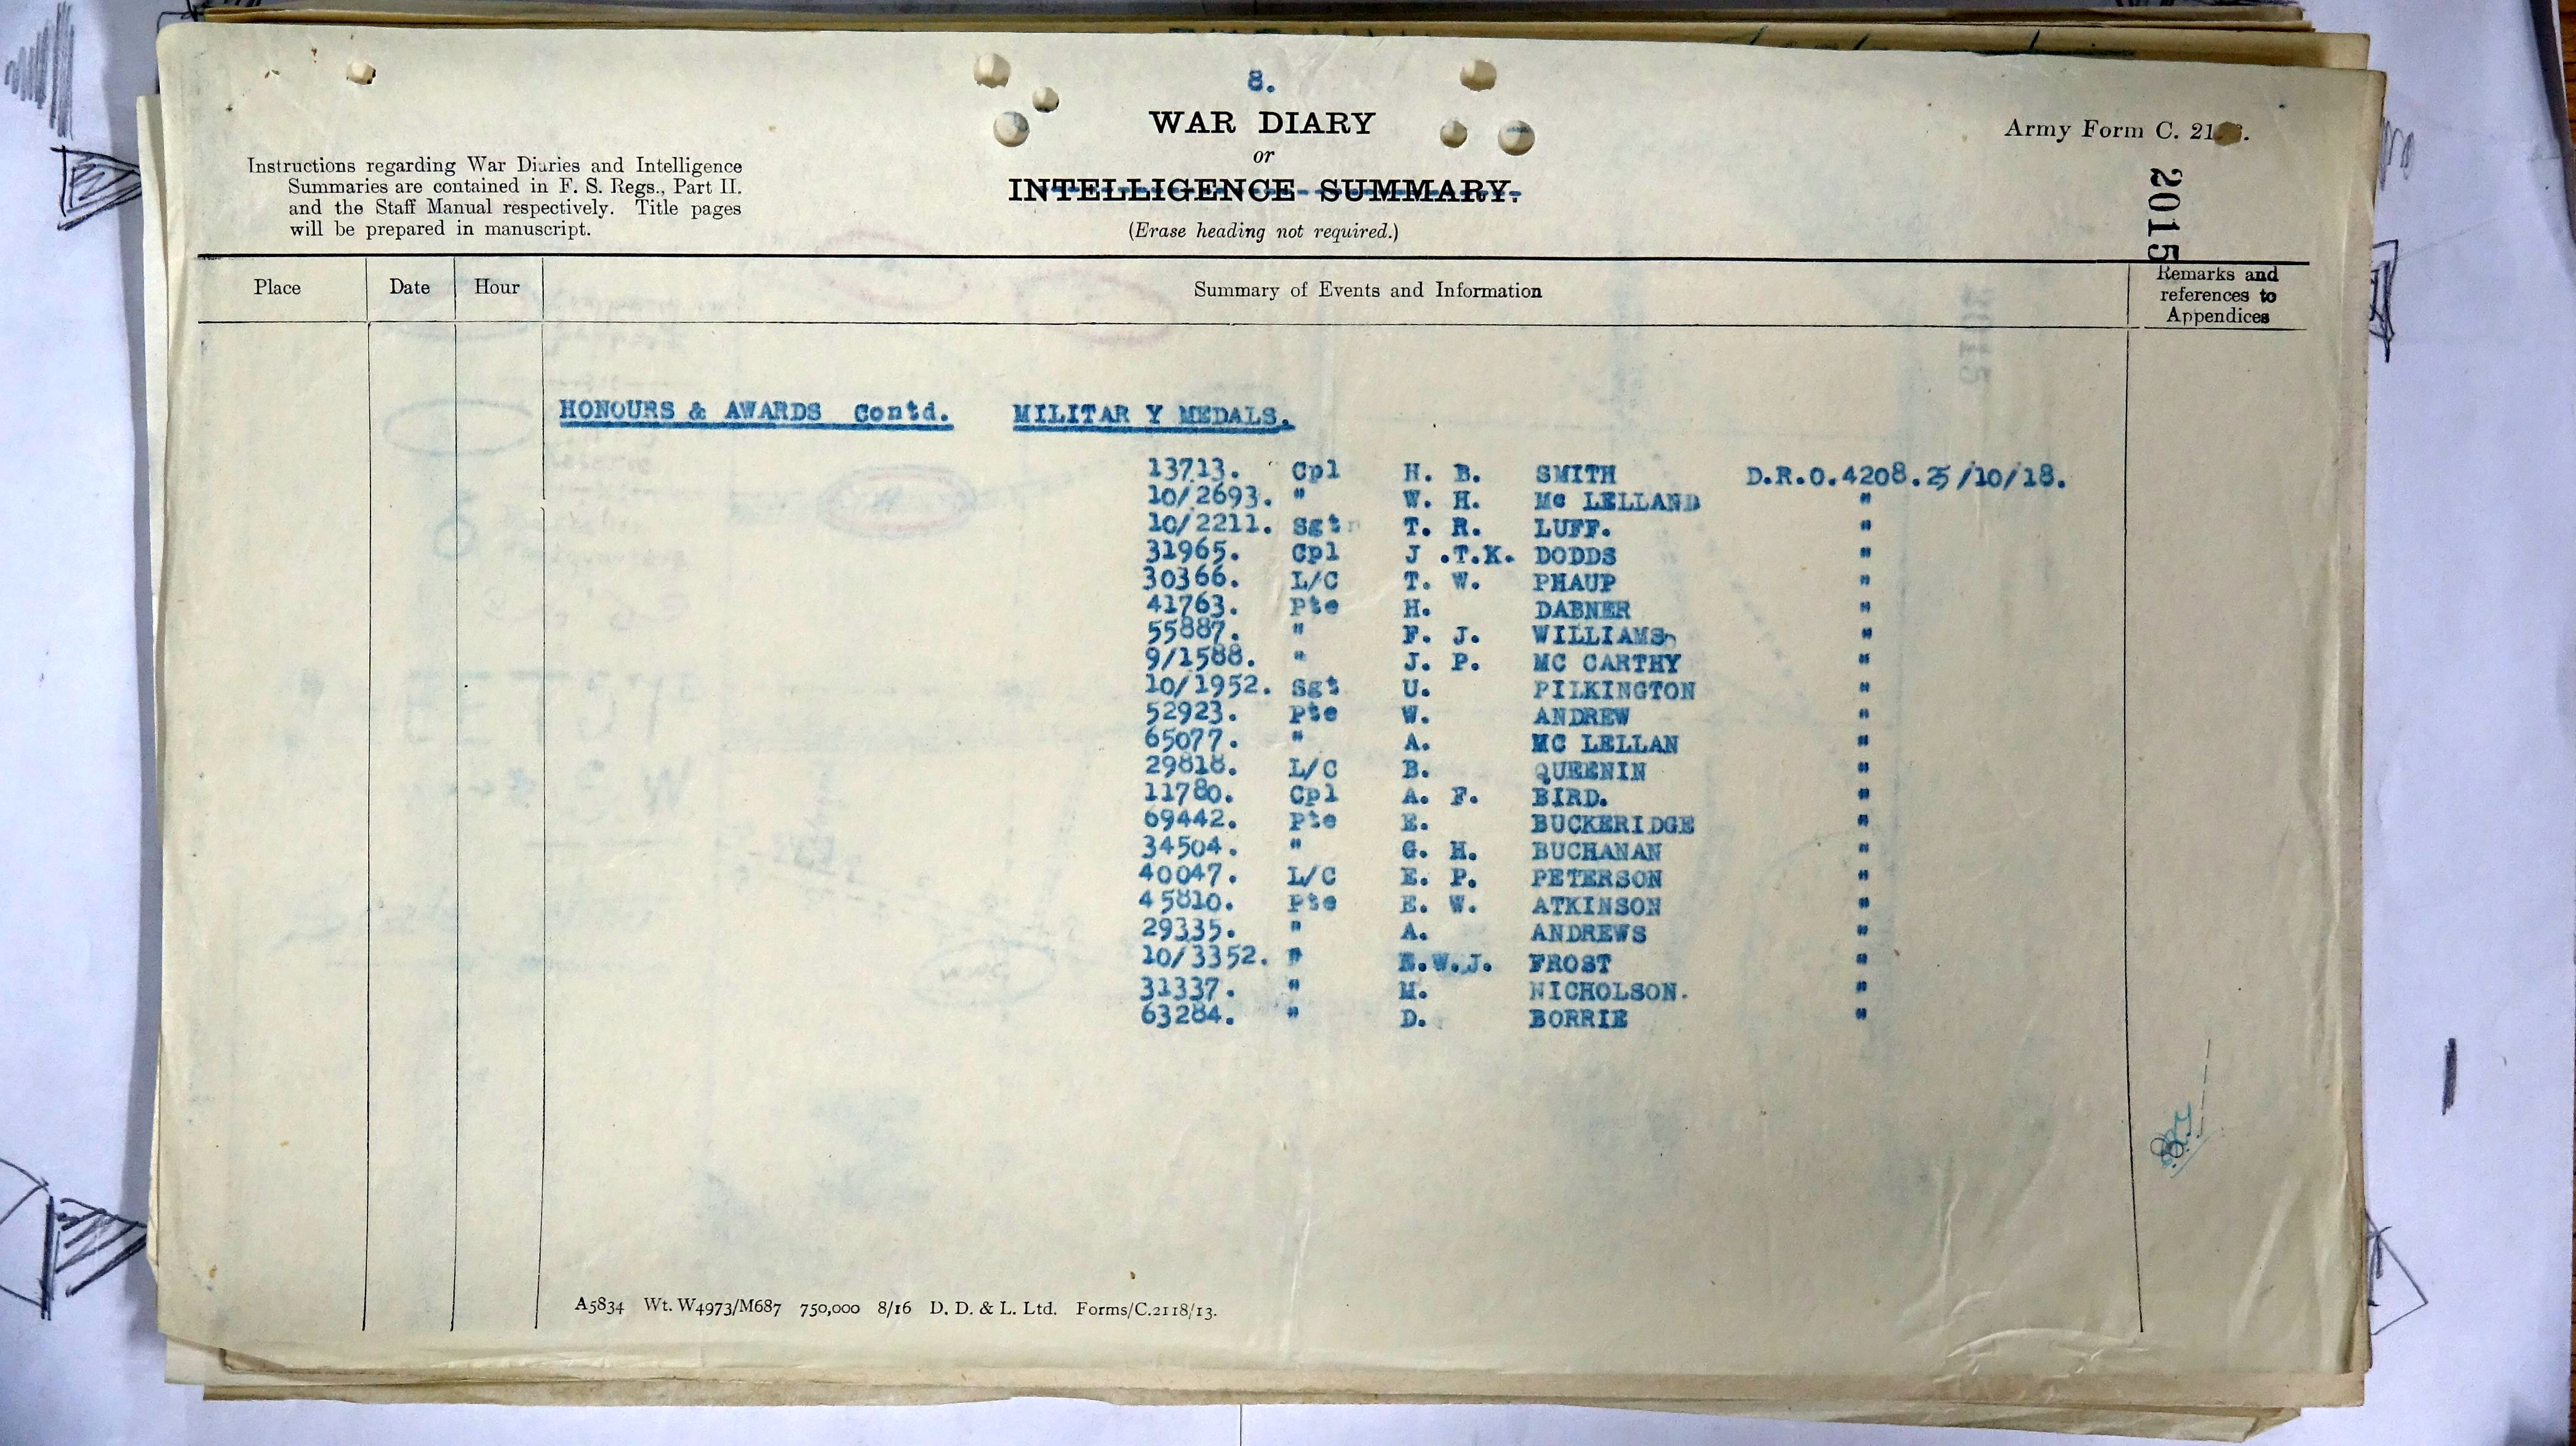 8.
WAR DIARY
or
INTELLIGENCE SUMMARY.
(Erase heading not required.)
Army Form C. 21
2015
Instructions regarding War Diaries and Intelligence
Summaries are contained in F. S. Regs., Part II.
and the Staff Manual respectively. Title pages
will be prepared in manuscript.
Place Date Hour Summary of Events and Information Remarks and
references to
Appendices
HONOURS & AWARDS Contd. MILITAR Y MEDALS.
13713. Cpl H. B. SMITH D.R.O.4208.25/10/18.
10/2693. " W. H. Mc LELLAND "
10/2211. Sgt T. R. LUFF. "
31965. Cpl J .T.K. DODDS "
30366. L/C T. W. PHAUP "
41763. Pte H. DABNER "
55887. " F. J. WILLIAMS "
9/1588. " J. P. MC CARTHY "
10/1952. Sgt U. PILKINGTON "
52923. Pte W. ANDREW "
65077. " A. MC LELLAN "
29818. L/C B. QUEENIN "
11780. Cpl A. F. BIRD. "
69442. Pte E. BUCKERIDGE "
34504. " G. H. BUCHANAN "
40047. L/C E. P. PETERSON "
45810. Pte E. W. ATKINSON "
29335. " A. ANDREWS "
10/3352. " E.W.J. FROST "
31337. " M. NICHOLSON. "
63284. " D. BORRIE "
A5834 Wt. W4973/M687 750,000 8/16 D. D. & L. Ltd. Forms/C.2118/13.